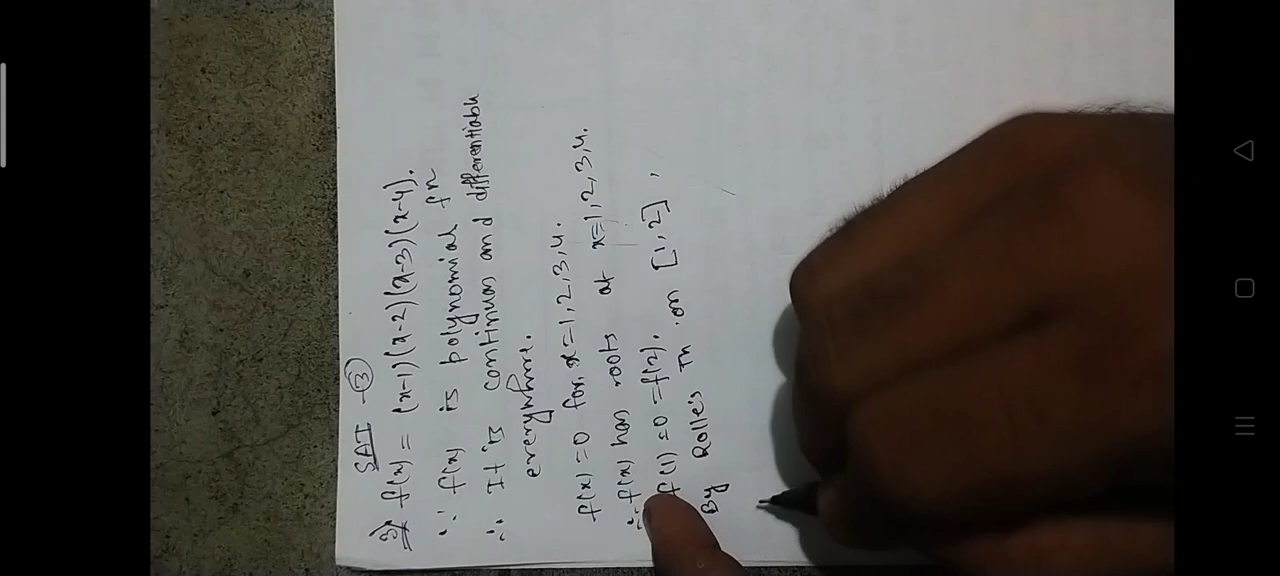 SAT - ③
3) f(x) = (x-1)(x-2)(x-3)(x-4).
∵ f(x) is polynomial fn
∴ It is continuos and differentiable
everywhere.
f(x) = 0 for x = 1, 2, 3, 4.
∵ f(x) has roots at x = 1, 2, 3, 4.
f(1) = 0 = f(2).
By Rolle's Th. on [1, 2],